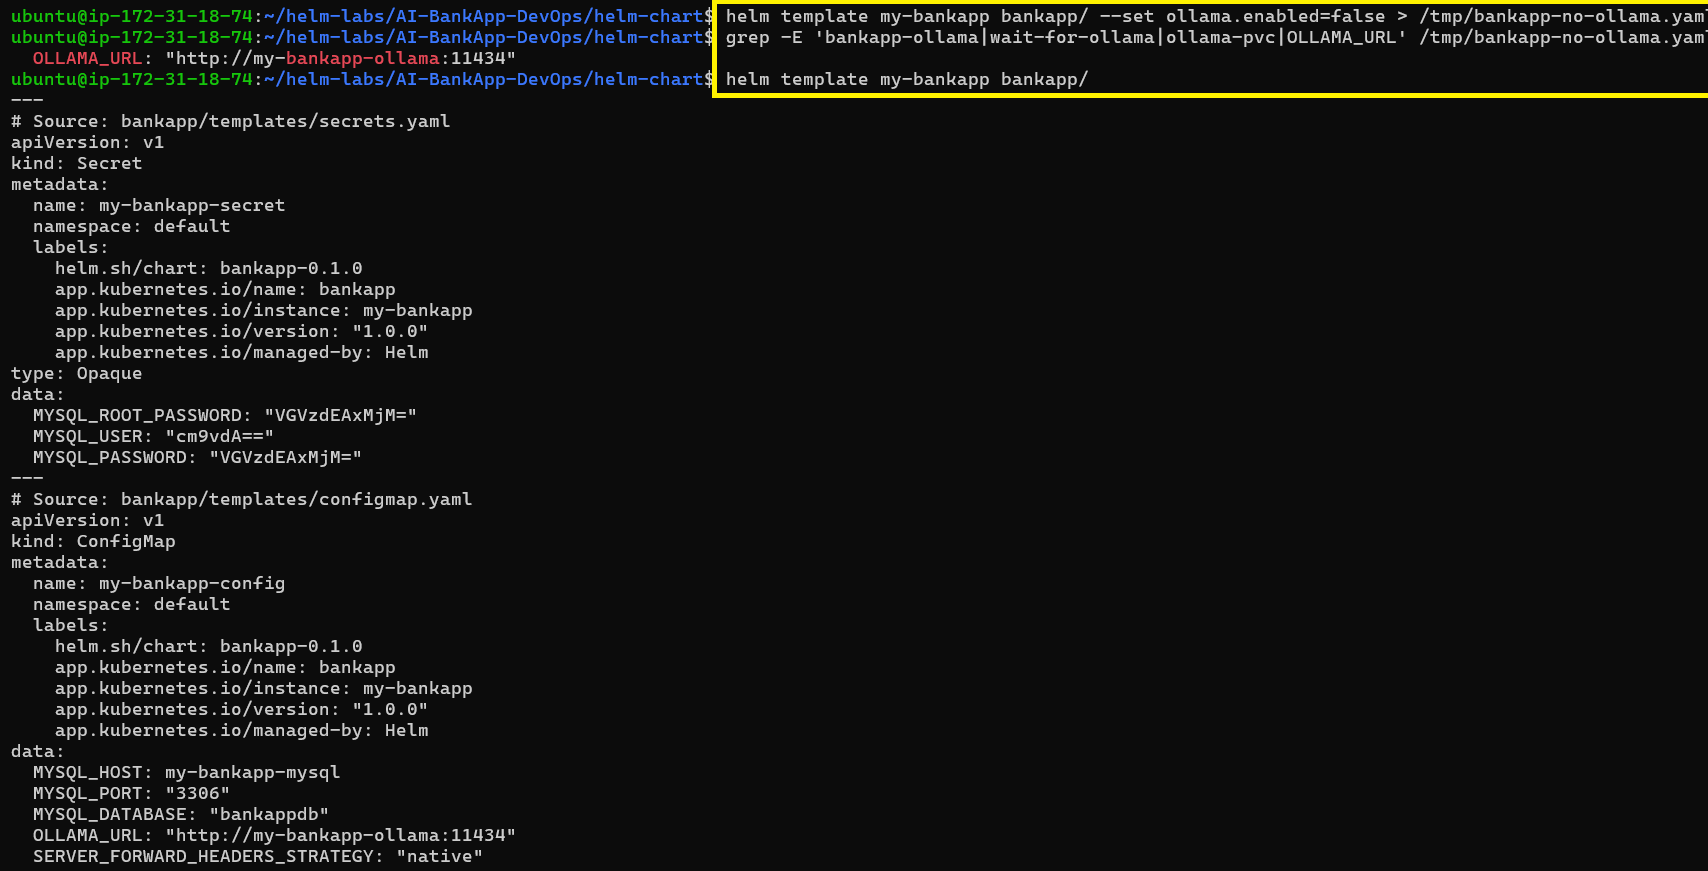 ubuntu@ip-172-31-18-74:~/helm-labs/AI-BankApp-DevOps/helm-chart$ helm template my-bankapp bankapp/ --set ollama.enabled=false > /tmp/bankapp-no-ollama.yaml
ubuntu@ip-172-31-18-74:~/helm-labs/AI-BankApp-DevOps/helm-chart$ grep -E 'bankapp-ollama|wait-for-ollama|ollama-pvc|OLLAMA_URL' /tmp/bankapp-no-ollama.yaml
  OLLAMA_URL: "http://my-bankapp-ollama:11434"
ubuntu@ip-172-31-18-74:~/helm-labs/AI-BankApp-DevOps/helm-chart$ helm template my-bankapp bankapp/
---
# Source: bankapp/templates/secrets.yaml
apiVersion: v1
kind: Secret
metadata:
  name: my-bankapp-secret
  namespace: default
  labels:
    helm.sh/chart: bankapp-0.1.0
    app.kubernetes.io/name: bankapp
    app.kubernetes.io/instance: my-bankapp
    app.kubernetes.io/version: "1.0.0"
    app.kubernetes.io/managed-by: Helm
type: Opaque
data:
  MYSQL_ROOT_PASSWORD: "VGVzdEAxMjM="
  MYSQL_USER: "cm9vdA=="
  MYSQL_PASSWORD: "VGVzdEAxMjM="
---
# Source: bankapp/templates/configmap.yaml
apiVersion: v1
kind: ConfigMap
metadata:
  name: my-bankapp-config
  namespace: default
  labels:
    helm.sh/chart: bankapp-0.1.0
    app.kubernetes.io/name: bankapp
    app.kubernetes.io/instance: my-bankapp
    app.kubernetes.io/version: "1.0.0"
    app.kubernetes.io/managed-by: Helm
data:
  MYSQL_HOST: my-bankapp-mysql
  MYSQL_PORT: "3306"
  MYSQL_DATABASE: "bankappdb"
  OLLAMA_URL: "http://my-bankapp-ollama:11434"
  SERVER_FORWARD_HEADERS_STRATEGY: "native"